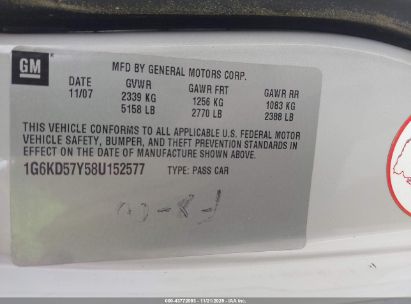 GM
MFD BY GENERAL MOTORS CORP.
DATE GVWR GAWR FRT GAWR RR
11/07 2339 KG 1256 KG 1083 KG
5158 LB 2770 LB 2388 LB
THIS VEHICLE CONFORMS TO ALL APPLICABLE U.S. FEDERAL MOTOR
VEHICLE SAFETY, BUMPER, AND THEFT PREVENTION STANDARDS IN
EFFECT ON THE DATE OF MANUFACTURE SHOWN ABOVE.
1G6KD57Y58U152577 TYPE: PASS CAR